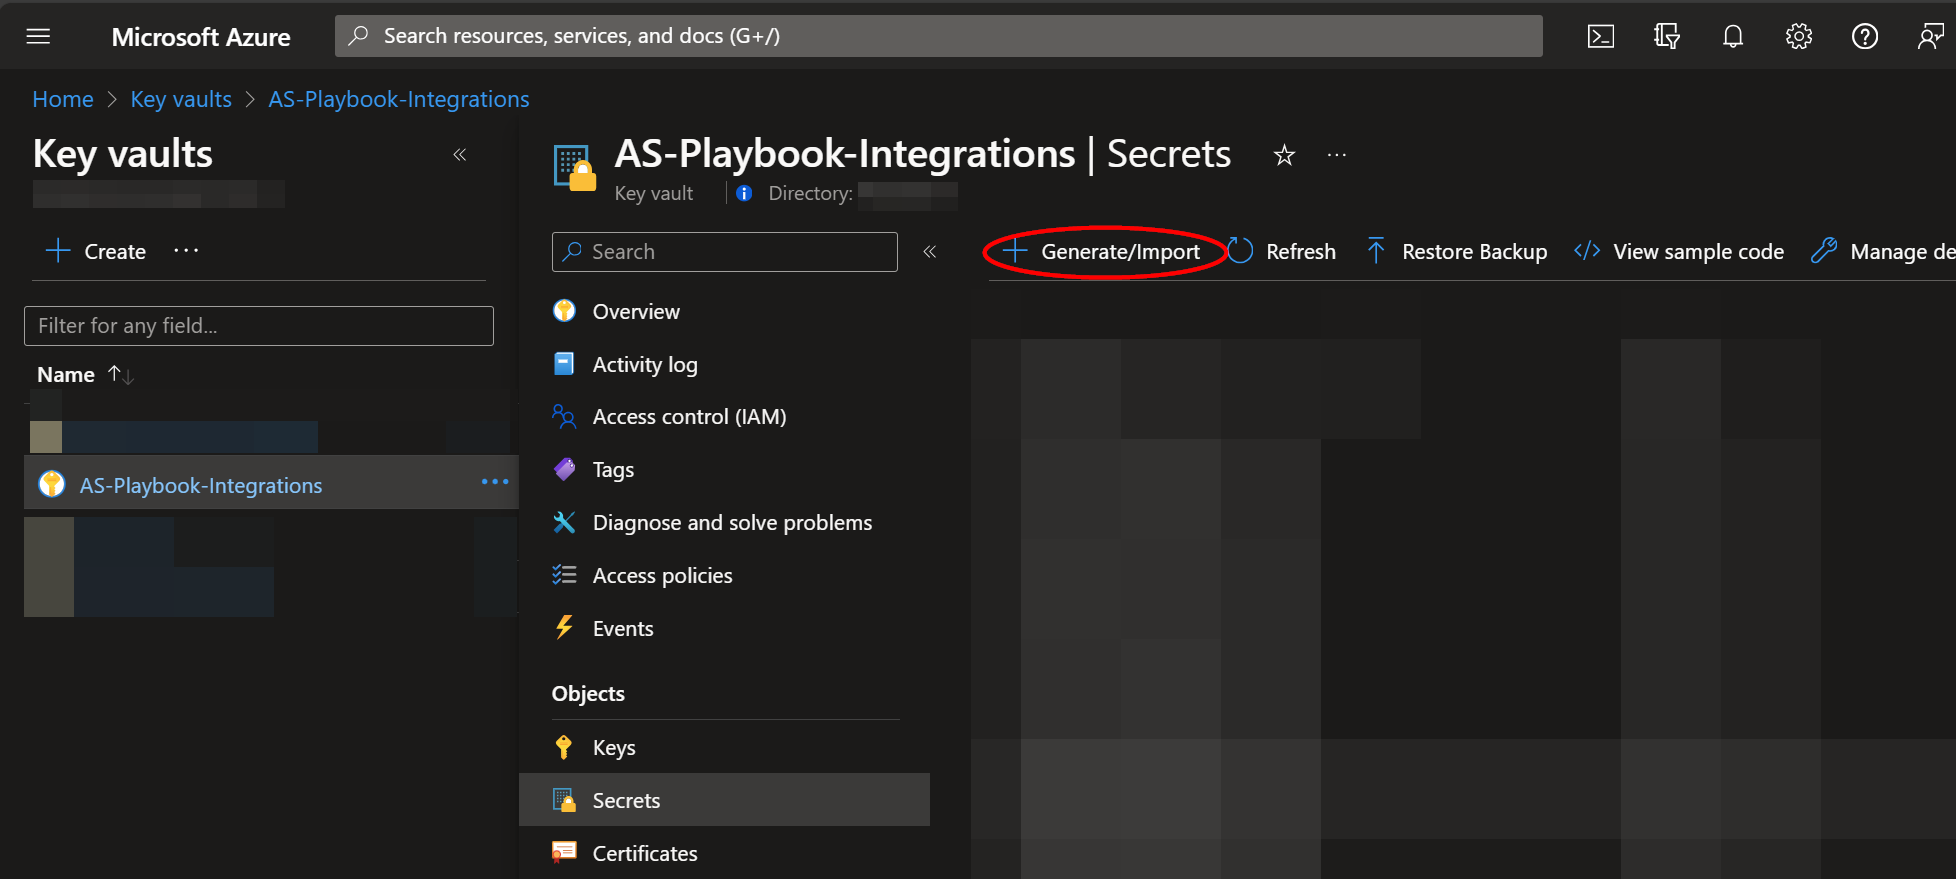 Microsoft Azure
Search resources, services, and docs (G+/)
Home > Key vaults > AS-Playbook-Integrations
Key vaults
AS-Playbook-Integrations | Secrets
Key vault
Directory:
Create
Search
Generate/Import
Refresh
Restore Backup
View sample code
Manage de
Filter for any field...
Name
AS-Playbook-Integrations
Overview
Activity log
Access control (IAM)
Tags
Diagnose and solve problems
Access policies
Events
Objects
Keys
Secrets
Certificates